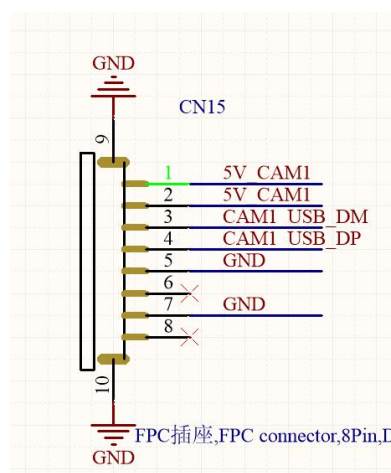 GND
CN15
9
1 5V_CAM1
2 5V_CAM1
3 CAM1_USB_DM
4 CAM1_USB_DP
5 GND
6
7 GND
8
10
FPC插座,FPC connector,8Pin,D
GND